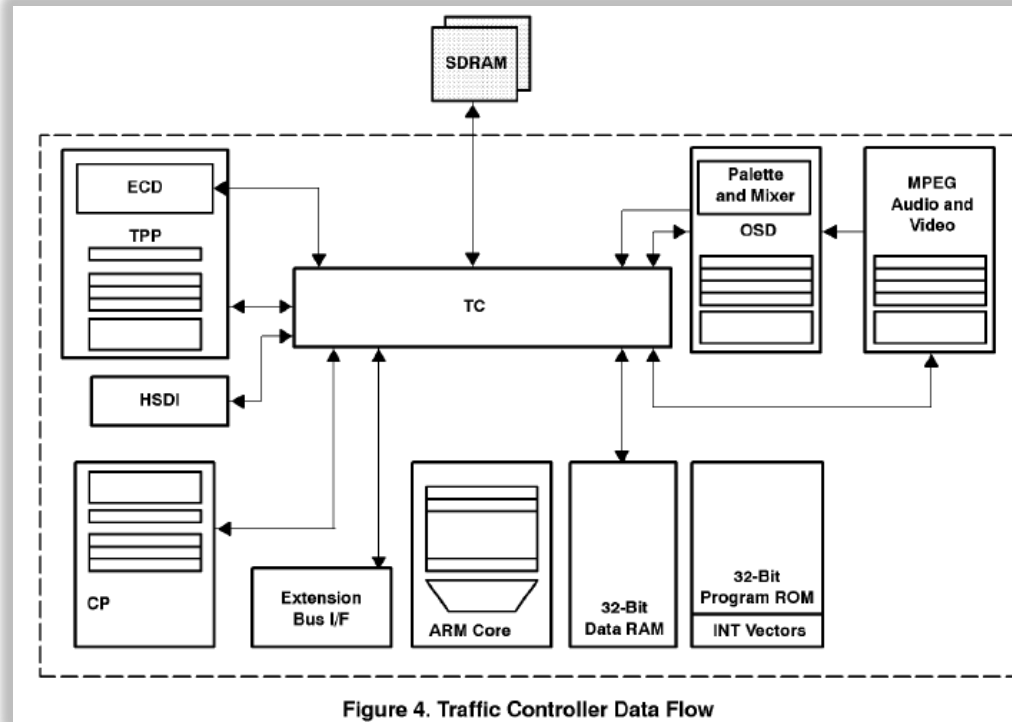 SDRAM
ECD
TPP
Palette
and Mixer
OSD
MPEG
Audio and
Video
TC
HSDI
CP
Extension
Bus I/F
ARM Core
32-Bit
Data RAM
32-Bit
Program ROM
INT Vectors
Figure 4. Traffic Controller Data Flow